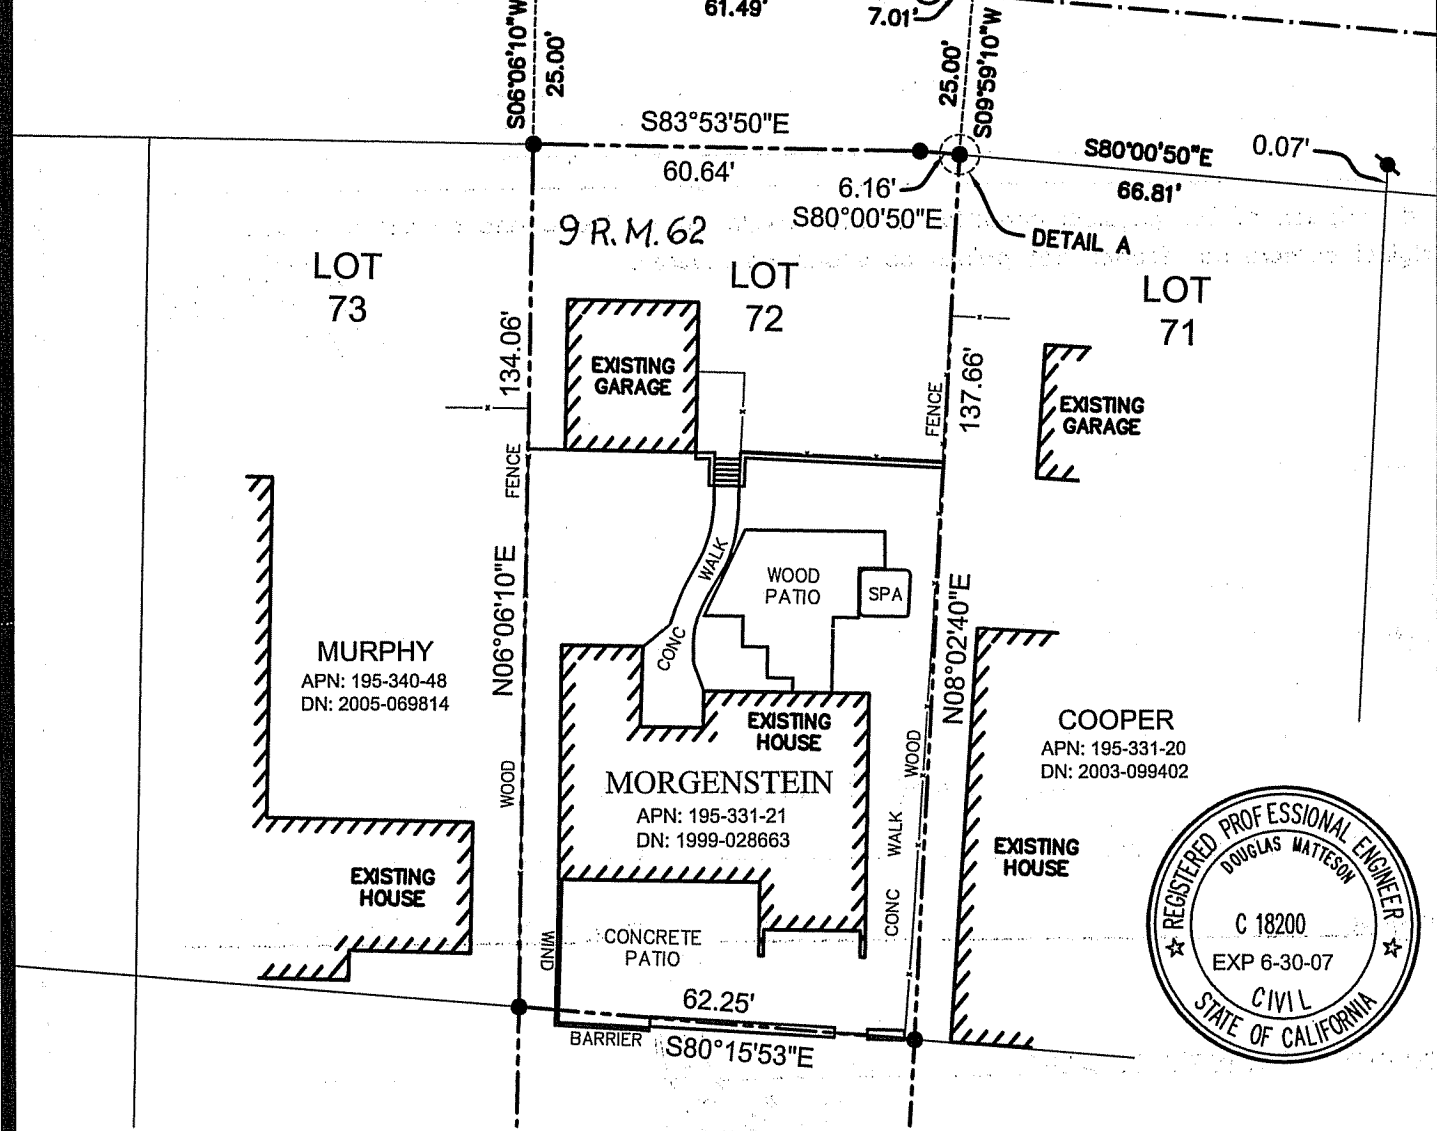 61.49'
7.01'
S06°06'10"W
25.00'
25.00'
S09°59'10"W
S83°53'50"E
60.64'
6.16'
S80°00'50"E
S80°00'50"E
66.81'
0.07'
DETAIL A
9 R.M. 62
LOT
73
LOT
72
LOT
71
134.06'
137.66'
EXISTING
GARAGE
EXISTING
GARAGE
FENCE
FENCE
WALK
CONC
WOOD
PATIO
SPA
N06°06'10"E
N08°02'40"E
MURPHY
APN: 195-340-48
DN: 2005-069814
EXISTING
HOUSE
MORGENSTEIN
APN: 195-331-21
DN: 1999-028663
COOPER
APN: 195-331-20
DN: 2003-099402
WOOD
WOOD
WALK
CONC
EXISTING
HOUSE
EXISTING
HOUSE
WIND
CONCRETE
PATIO
62.25'
BARRIER
S80°15'53"E
REGISTERED PROFESSIONAL ENGINEER
DOUGLAS MATTESON
C 18200
EXP 6-30-07
CIVIL
STATE OF CALIFORNIA